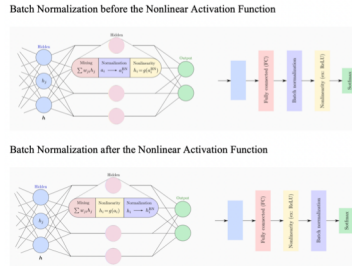 Batch Normalization before the Nonlinear Activation Function
Hidden
Hidden
Mixing
Normalization
Nonlinearity
Output
h
Fully connected (FC)
Batch normalization
Nonlinearity (ex: ReLU)
Softmax
Batch Normalization after the Nonlinear Activation Function
Hidden
Hidden
Mixing
Nonlinearity
Normalization
Output
h
Fully connected (FC)
Nonlinearity (ex: ReLU)
Batch normalization
Softmax